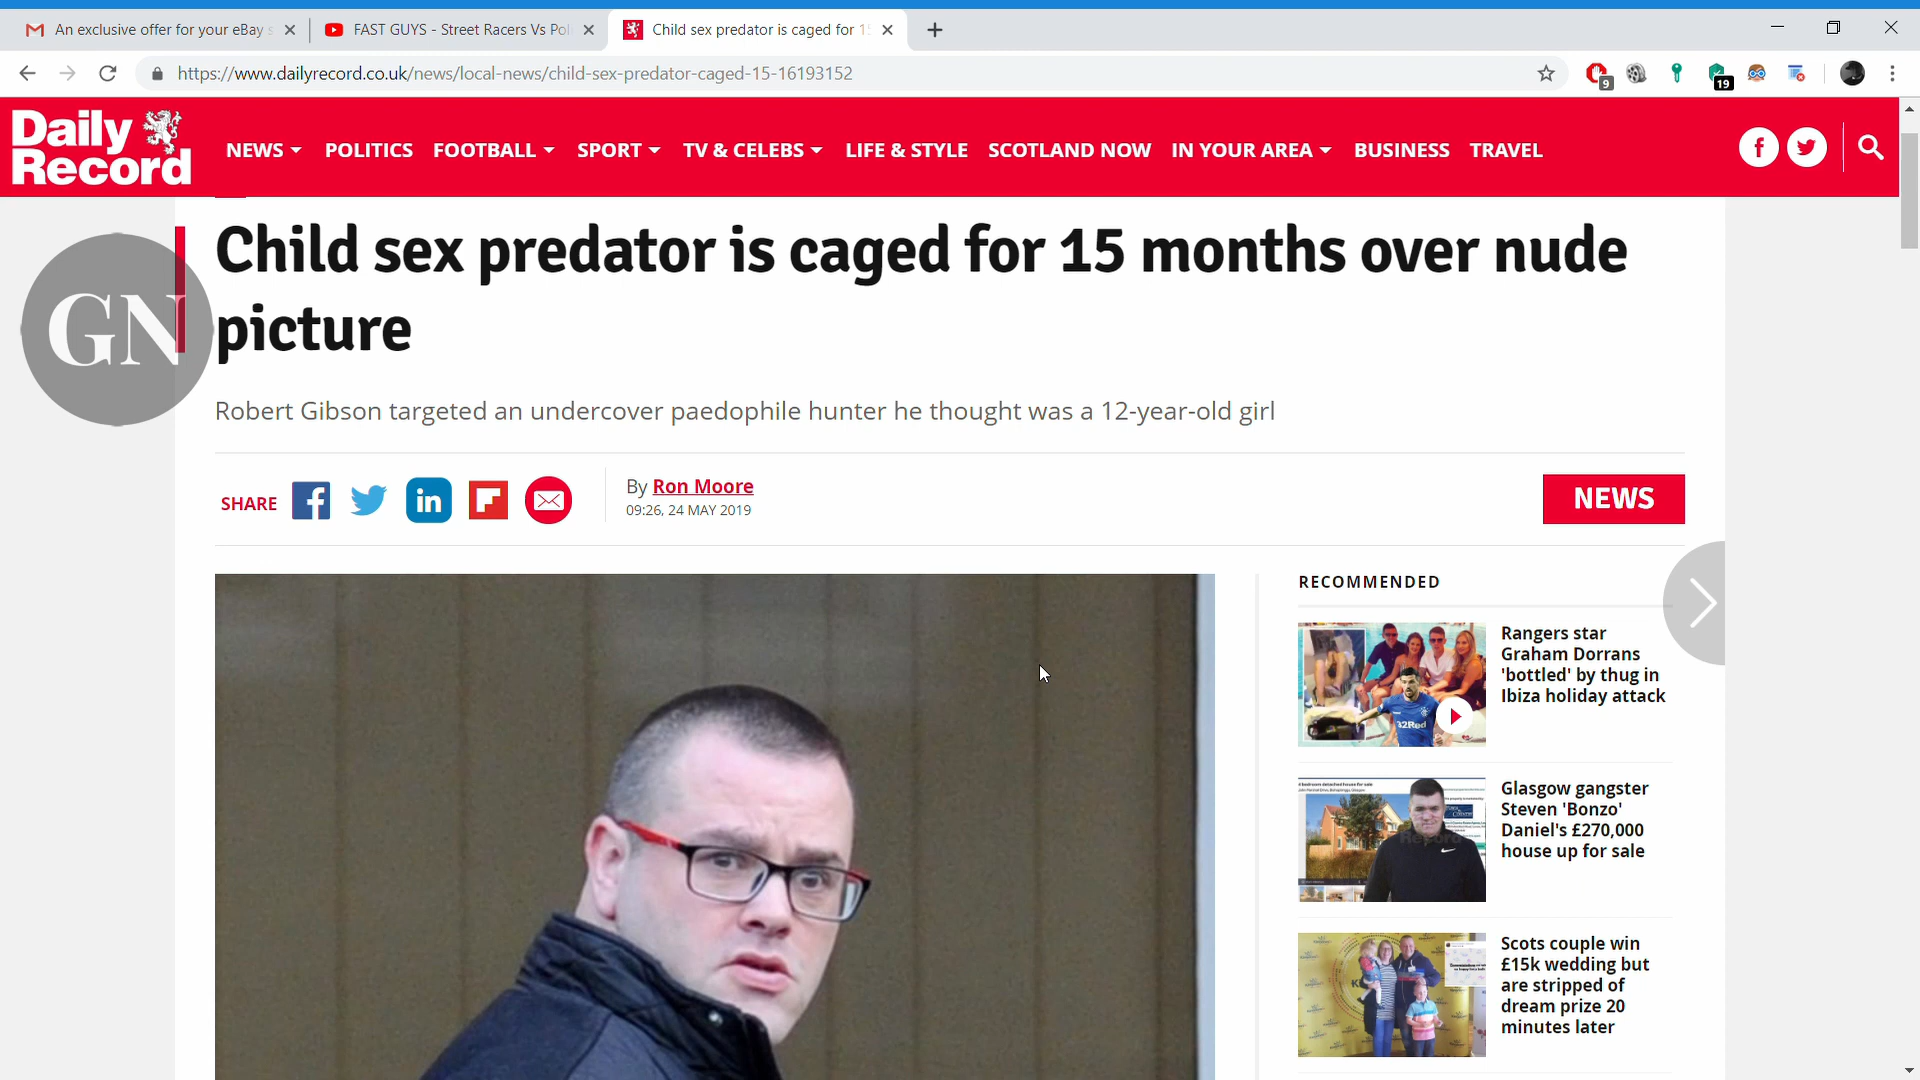 An exclusive offer for your eBay s
FAST GUYS - Street Racers Vs Pol
Child sex predator is caged for 1
https://www.dailyrecord.co.uk/news/local-news/child-sex-predator-caged-15-16193152
9
19
Daily
Record
NEWS
POLITICS
FOOTBALL
SPORT
TV & CELEBS
LIFE & STYLE
SCOTLAND NOW
IN YOUR AREA
BUSINESS
TRAVEL
GN
Child sex predator is caged for 15 months over nude
picture
Robert Gibson targeted an undercover paedophile hunter he thought was a 12-year-old girl
SHARE
By Ron Moore
09:26, 24 MAY 2019
NEWS
RECOMMENDED
Rangers star
Graham Dorrans
'bottled' by thug in
Ibiza holiday attack
32Red
Glasgow gangster
Steven 'Bonzo'
Daniel's £270,000
house up for sale
Scots couple win
£15k wedding but
are stripped of
dream prize 20
minutes later